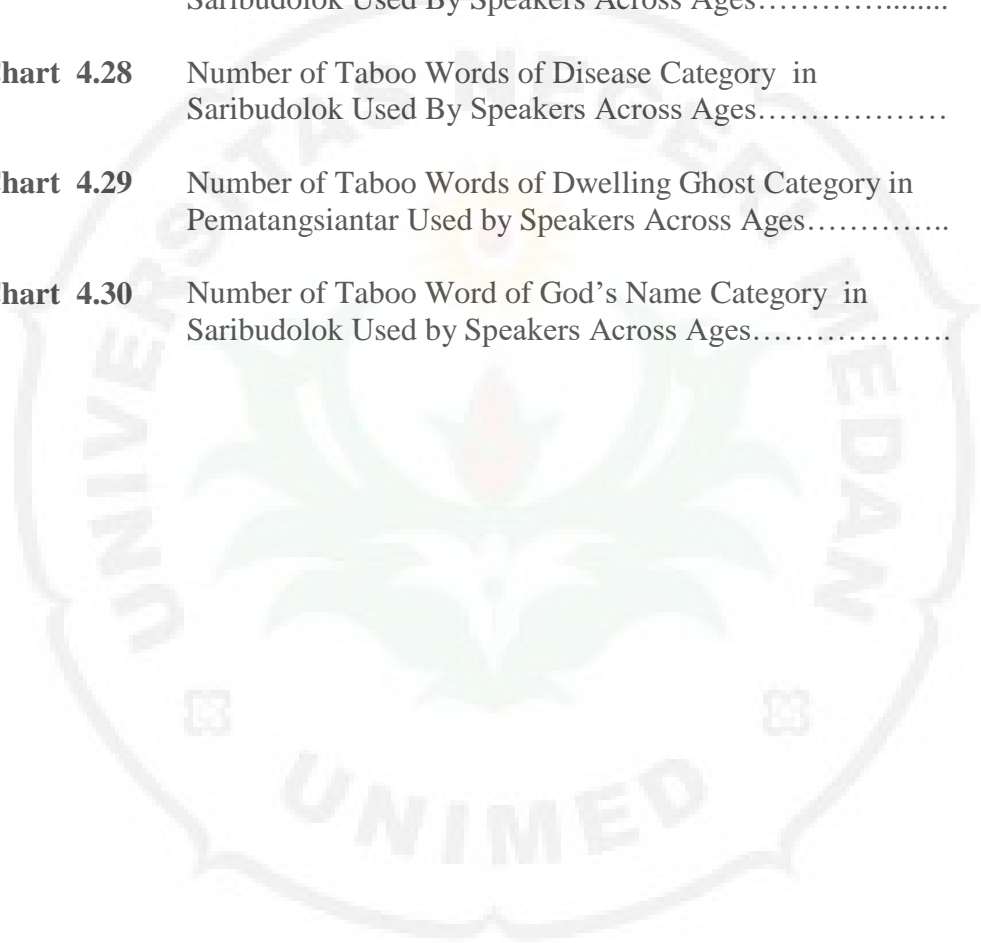 Saribudolok Used By Speakers Across Ages…………........
hart 4.28 Number of Taboo Words of Disease Category in
Saribudolok Used By Speakers Across Ages………………
hart 4.29 Number of Taboo Words of Dwelling Ghost Category in
Pematangsiantar Used by Speakers Across Ages…………..
hart 4.30 Number of Taboo Word of God’s Name Category in
Saribudolok Used by Speakers Across Ages……………….
UNIVERSITAS NEGERI MEDAN
UNIMED